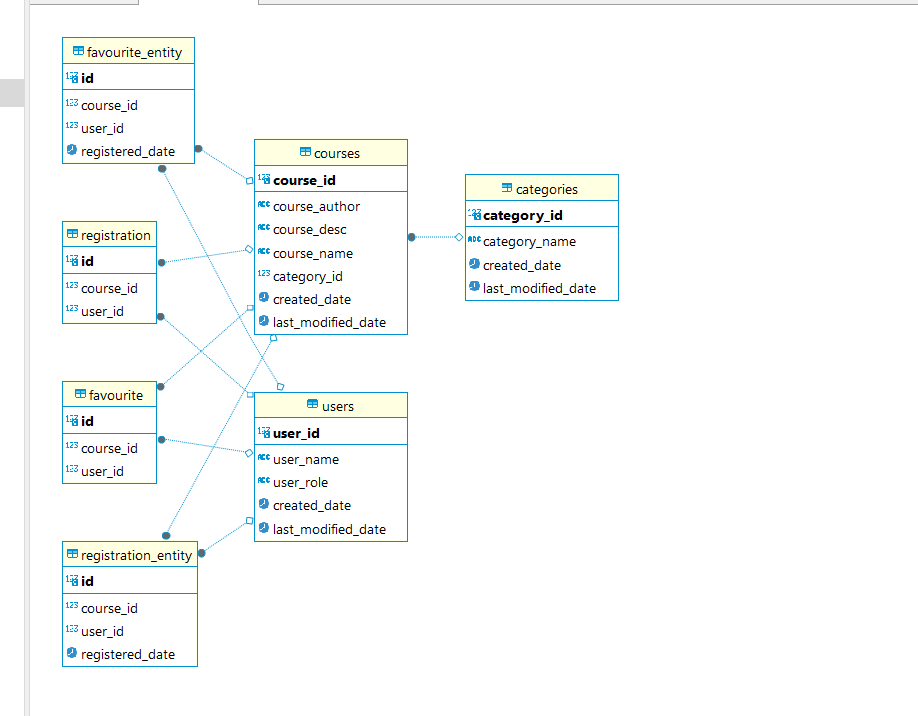 favourite_entity
123 id
123 course_id
123 user_id
registered_date
registration
123 id
123 course_id
123 user_id
favourite
123 id
123 course_id
123 user_id
registration_entity
123 id
123 course_id
123 user_id
registered_date
courses
123 course_id
ABC course_author
ABC course_desc
ABC course_name
123 category_id
created_date
last_modified_date
users
123 user_id
ABC user_name
ABC user_role
created_date
last_modified_date
categories
123 category_id
ABC category_name
created_date
last_modified_date